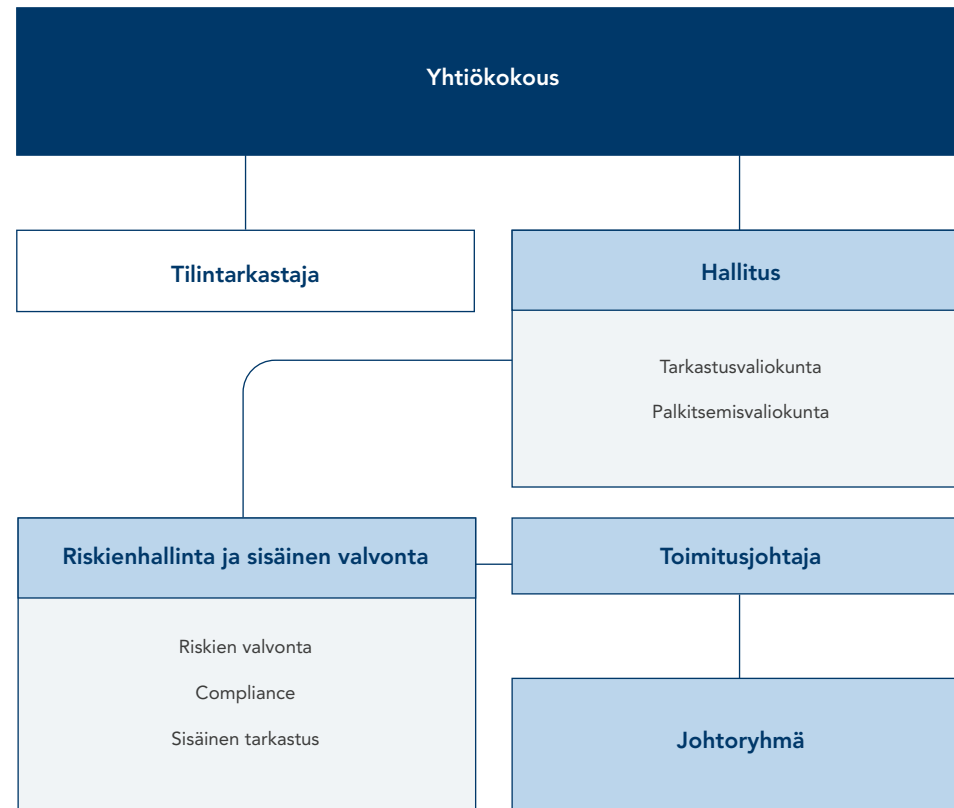 Yhtiökokous
Tilintarkastaja
Hallitus
Tarkastusvaliokunta
Palkitsemisvaliokunta
Riskienhallinta ja sisäinen valvonta
Toimitusjohtaja
Riskien valvonta
Compliance
Sisäinen tarkastus
Johtoryhmä